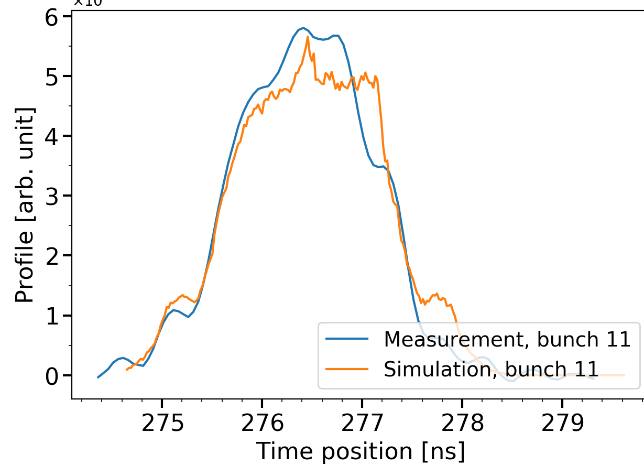 ×10
6
5
4
3
2
1
0
Profile [arb. unit]
Measurement, bunch 11
Simulation, bunch 11
275 276 277 278 279
Time position [ns]